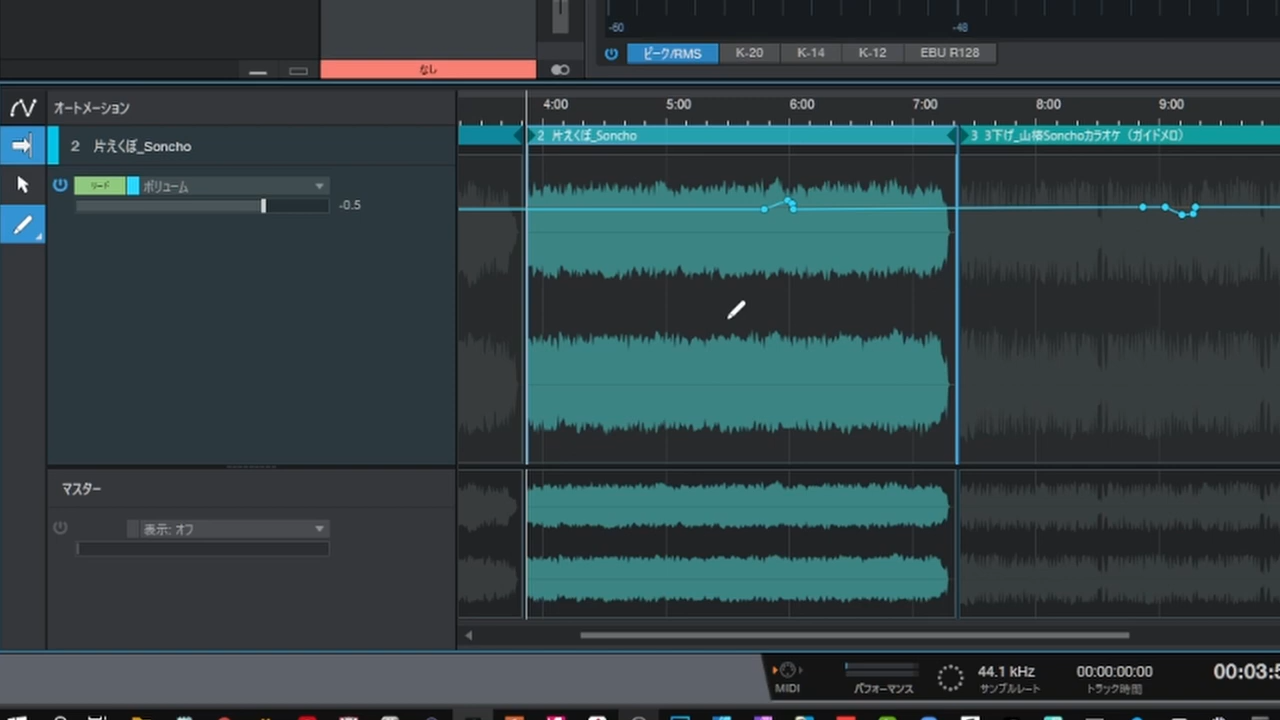 -60 -48
ピーク/RMS K-20 K-14 K-12 EBU R128
なし
オートメーション 4:00 5:00 6:00 7:00 8:00 9:00
2 片えくぼ_Soncho 2 片えくぼ_Soncho 3 3下げ_山搭Sonchoカラオケ（ガイドメロ）
リード ボリューム
-0.5
マスター
表示: オフ
44.1 kHz 00:00:00:00 00:03:5
MIDI パフォーマンス サンプルレート トラック時間